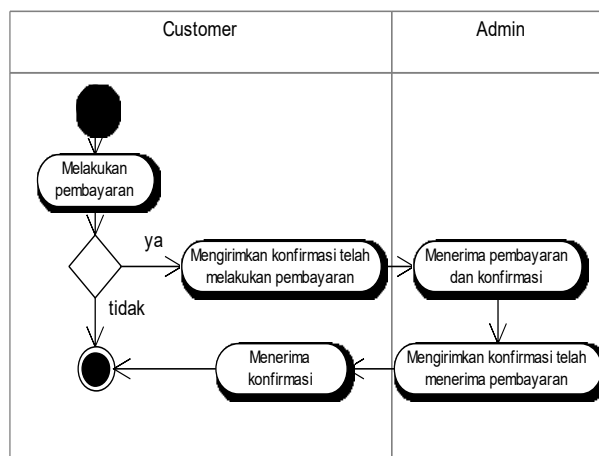 Customer
Admin
Melakukan
pembayaran
ya
Mengirimkan konfirmasi telah
melakukan pembayaran
Menerima pembayaran
dan konfirmasi
tidak
Menerima
konfirmasi
Mengirimkan konfirmasi telah
menerima pembayaran